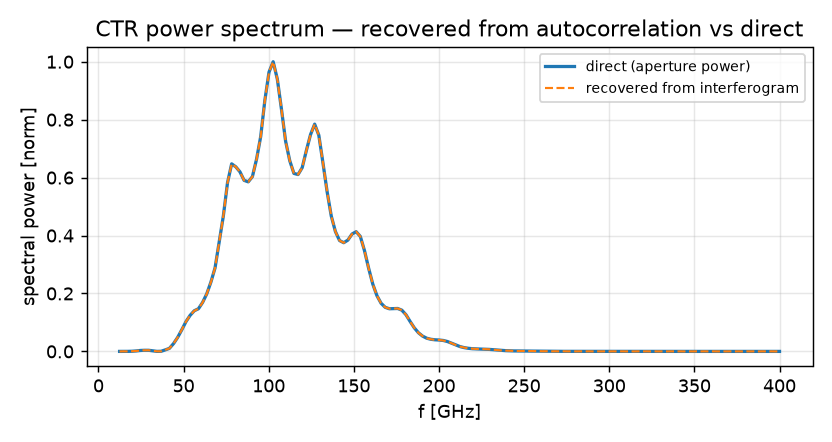 CTR power spectrum — recovered from autocorrelation vs direct
direct (aperture power)
recovered from interferogram
spectral power [norm]
1.0
0.8
0.6
0.4
0.2
0.0
0 50 100 150 200 250 300 350 400
f [GHz]